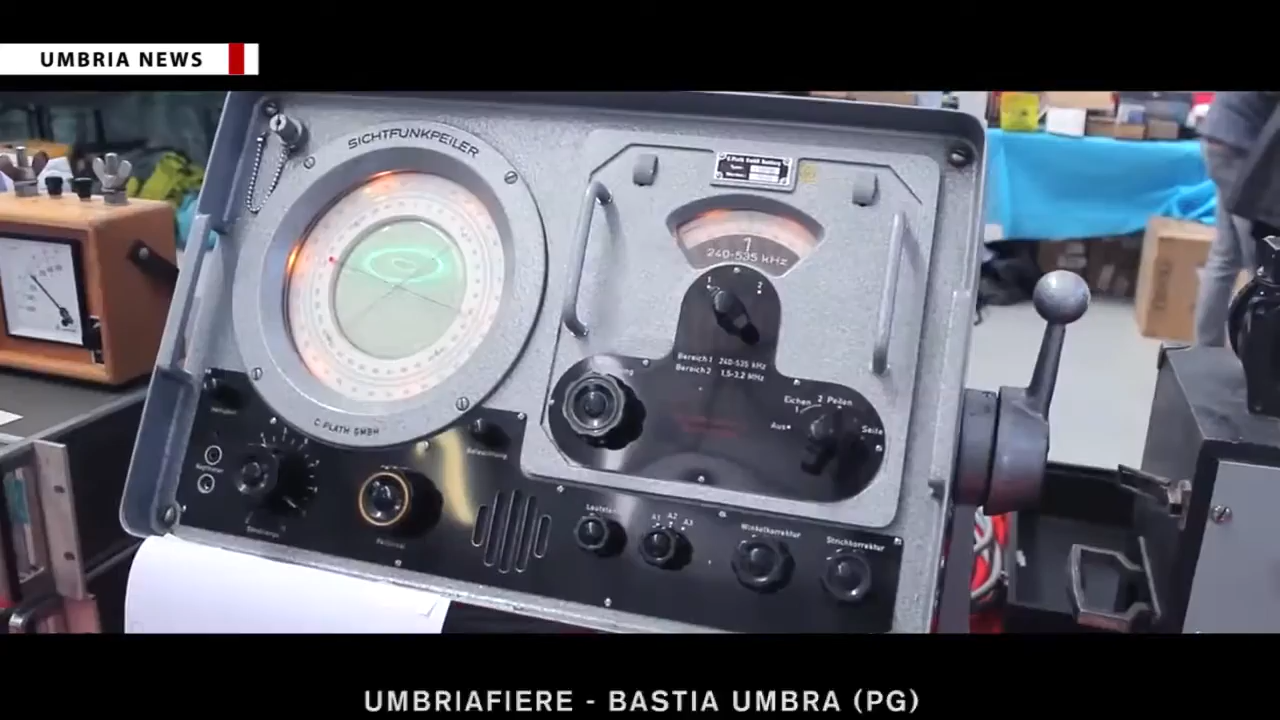 UMBRIA NEWS
SICHTFUNKPEILER
C. PLATH GMBH
1
240-535 kHz
1 2
Bereich 1 240-535 kHz
Bereich 2 1,5-3,2 MHz
Eichen 2 Peilen
1
Aus
Seite
Beleuchtung
Lautstärke
A1 A2 A3
Winkelkorrektur
Strichkorrektur
UMBRIAFIERE - BASTIA UMBRA (PG)